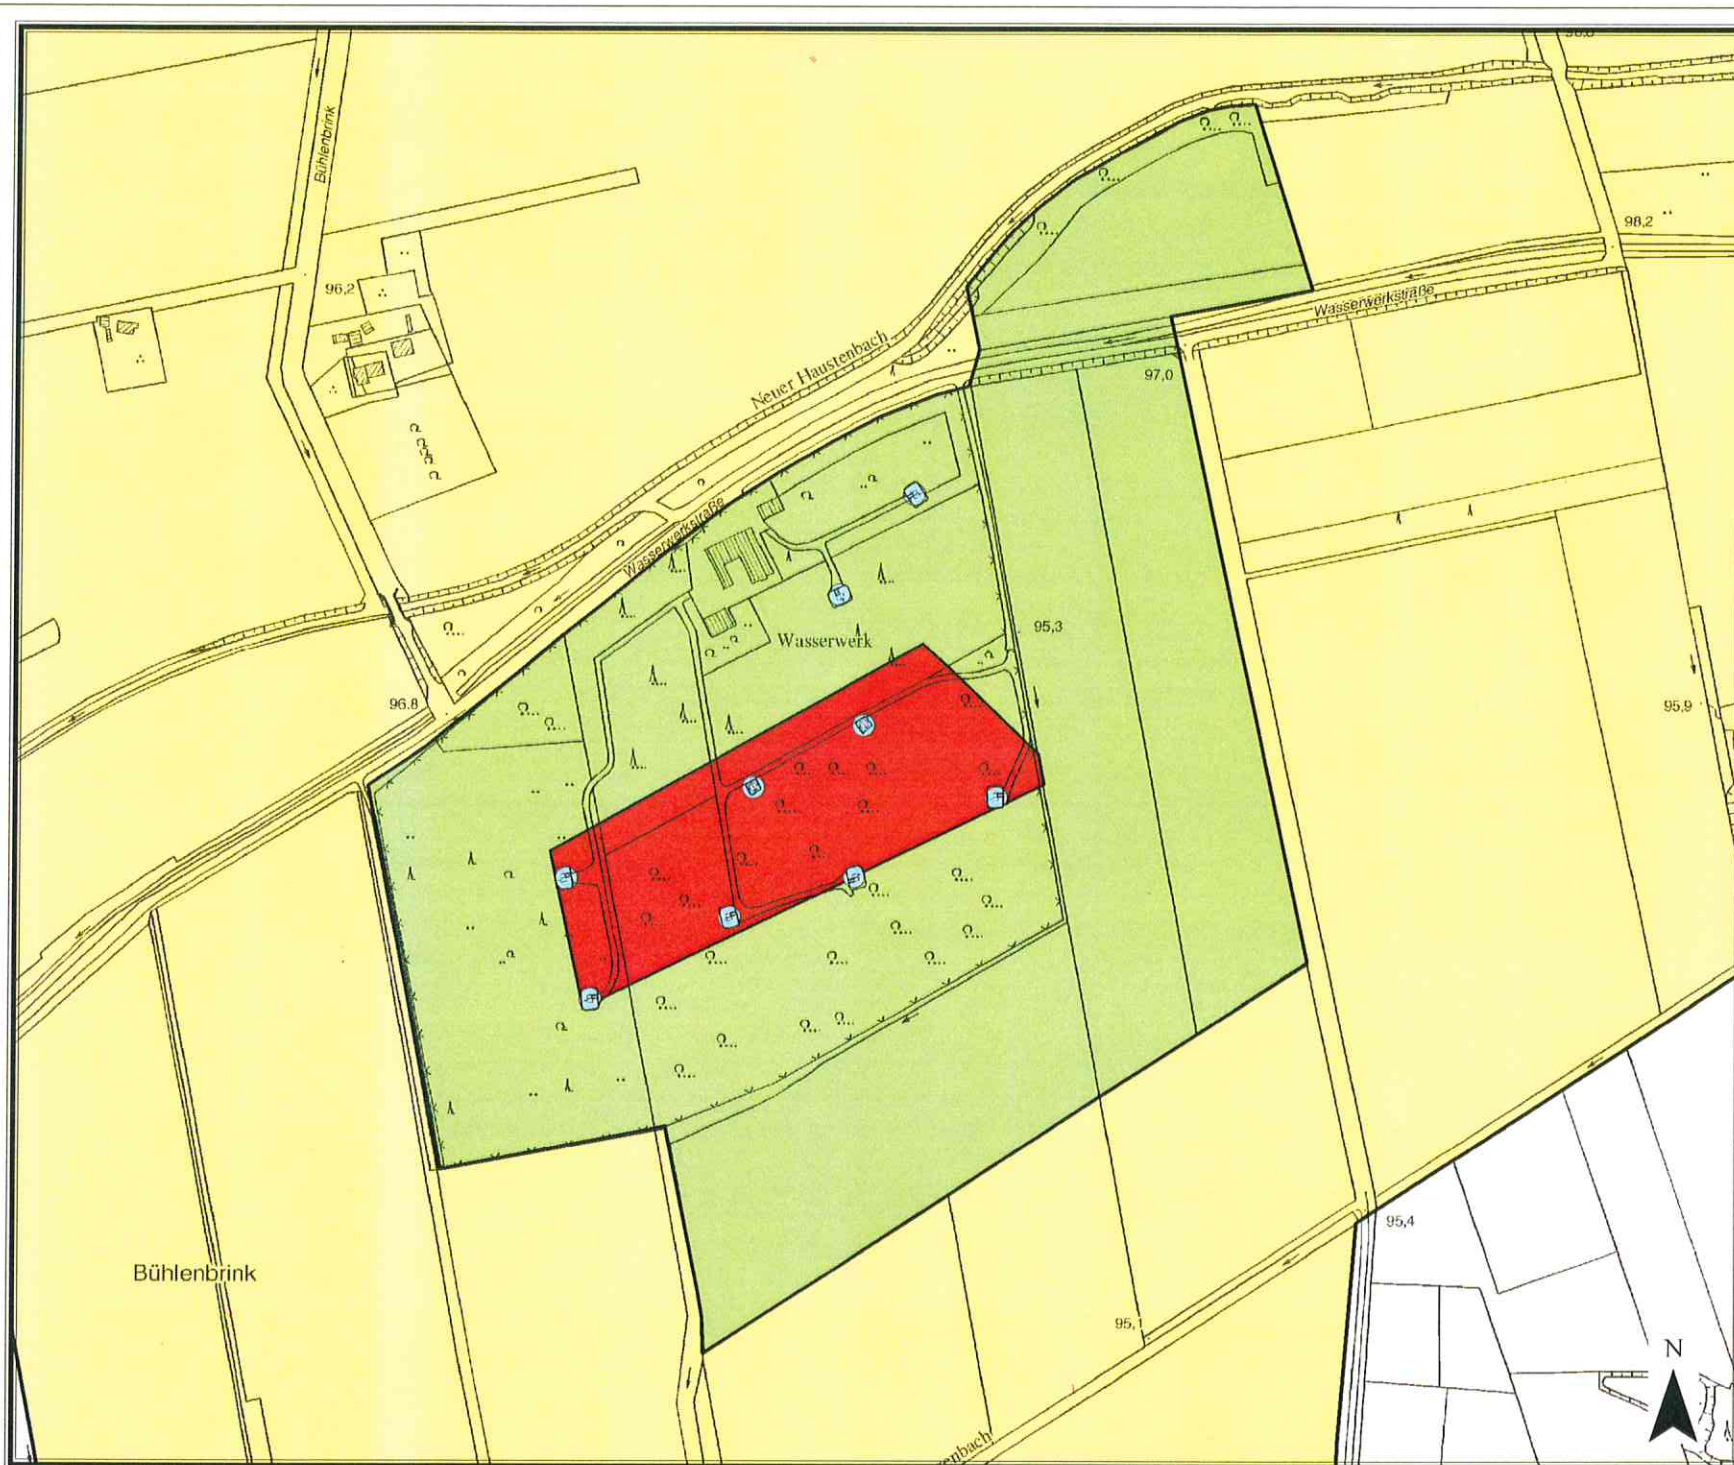 Bühlenbrink
98,2
96,2
Wasserwerkstraße
Neuer Haustenbach
97,0
Wasserwerkstraße
95,3
Wasserwerk
96.8
95,9
95,4
Bühlenbrink
95,1
N